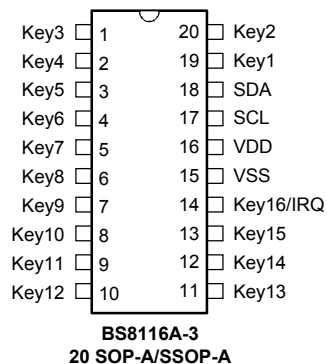 Key3 1 20 Key2
Key4 2 19 Key1
Key5 3 18 SDA
Key6 4 17 SCL
Key7 5 16 VDD
Key8 6 15 VSS
Key9 7 14 Key16/IRQ
Key10 8 13 Key15
Key11 9 12 Key14
Key12 10 11 Key13
BS8116A-3
20 SOP-A/SSOP-A